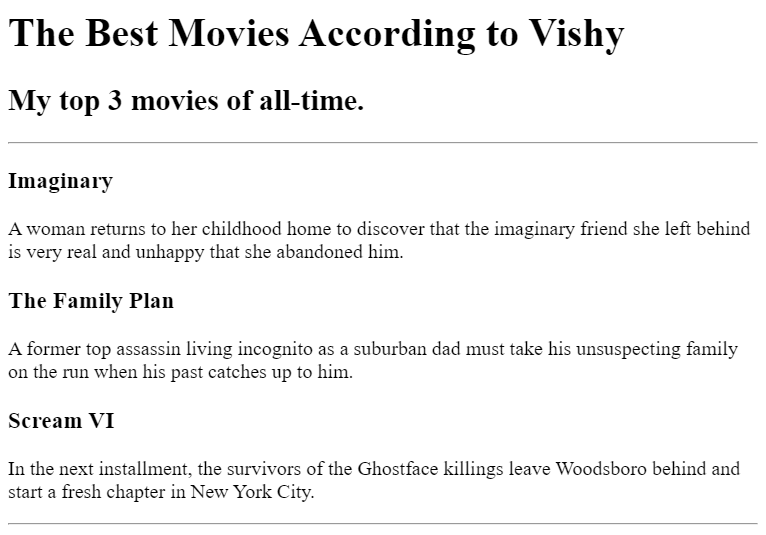 The Best Movies According to Vishy
My top 3 movies of all-time.
Imaginary
A woman returns to her childhood home to discover that the imaginary friend she left behind
is very real and unhappy that she abandoned him.
The Family Plan
A former top assassin living incognito as a suburban dad must take his unsuspecting family
on the run when his past catches up to him.
Scream VI
In the next installment, the survivors of the Ghostface killings leave Woodsboro behind and
start a fresh chapter in New York City.